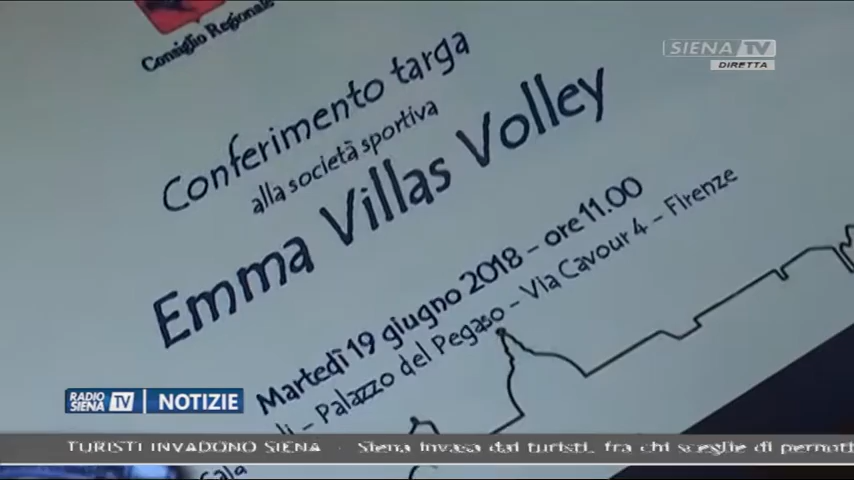 Consiglio Regionale
SIENA TV
DIRETTA
Conferimento targa
alla società sportiva
Emma Villas Volley
Martedì 19 giugno 2018 – ore 11.00
– Palazzo del Pegaso – Via Cavour 4 – Firenze
RADIO SIENA TV NOTIZIE
TURISTI INVADONO SIENA - Siena invasa dai turisti, fra chi sceglie di